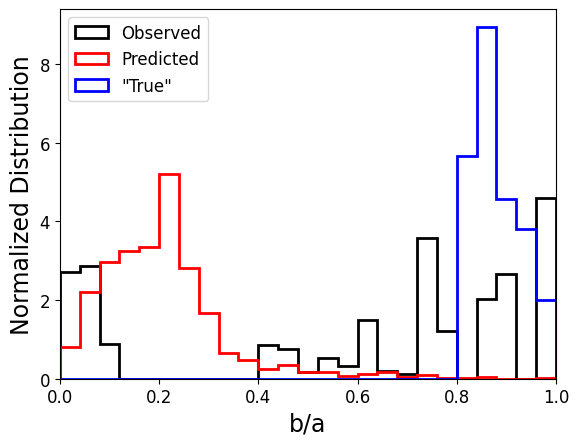 Observed
Predicted
"True"
Normalized Distribution
8
6
4
2
0
0.0 0.2 0.4 0.6 0.8 1.0
b/a